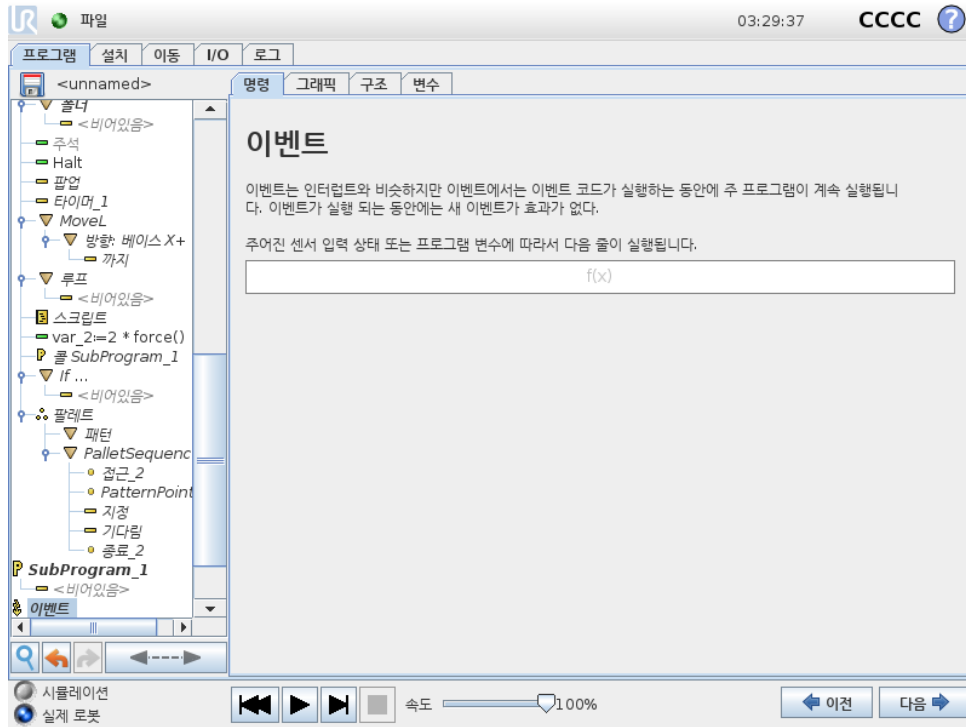 UR 파일 03:29:37 CCCC ?
프로그램 설치 이동 I/O 로그
<unnamed>
명령 그래픽 구조 변수
폴더
<비어있음>
주석
Halt
팝업
타이머_1
MoveL
방향: 베이스 X+
까지
루프
<비어있음>
스크립트
var_2:=2 * force()
콜 SubProgram_1
If ...
<비어있음>
팔레트
패턴
PalletSequenc
접근_2
PatternPoint
지정
기다림
종료_2
SubProgram_1
<비어있음>
이벤트
이벤트
이벤트는 인터럽트와 비슷하지만 이벤트에서는 이벤트 코드가 실행하는 동안에 주 프로그램이 계속 실행됩니
다. 이벤트가 실행 되는 동안에는 새 이벤트가 효과가 없다.
주어진 센서 입력 상태 또는 프로그램 변수에 따라서 다음 줄이 실행됩니다.
f(x)
시뮬레이션
실제 로봇
속도 100%
이전 다음